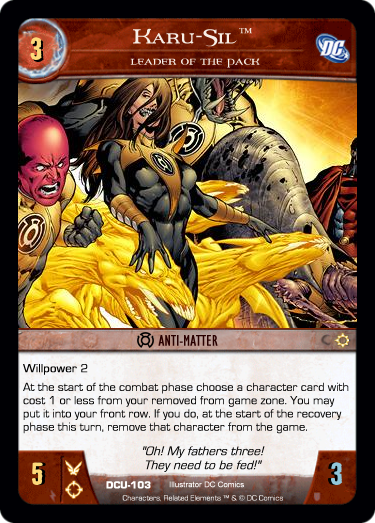 3
KARU-SIL™
LEADER OF THE PACK
DC
ANTI-MATTER
Willpower 2
At the start of the combat phase choose a character card with
cost 1 or less from your removed from game zone. You may
put it into your front row. If you do, at the start of the recovery
phase this turn, remove that character from the game.
"Oh! My fathers three!
They need to be fed!"
5
DCU-103 Illustrator DC Comics
Characters, Related Elements ™ & © DC Comics
3